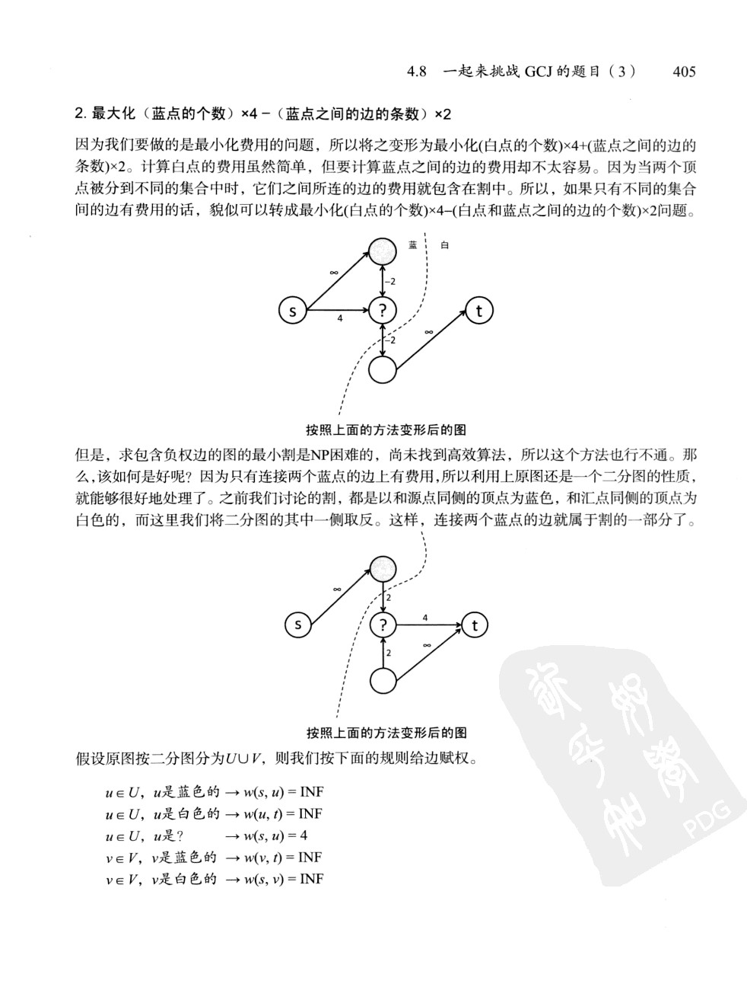 4.8 一起来挑战 GCJ 的题目（3） 405
2. 最大化（蓝点的个数）×4－（蓝点之间的边的条数）×2
因为我们要做的是最小化费用的问题，所以将之变形为最小化(白点的个数)×4+(蓝点之间的边的
条数)×2。计算白点的费用虽然简单，但要计算蓝点之间的边的费用却不太容易。因为当两个顶
点被分到不同的集合中时，它们之间所连的边的费用就包含在割中。所以，如果只有不同的集合
间的边有费用的话，貌似可以转成最小化(白点的个数)×4–(白点和蓝点之间的边的个数)×2问题。
蓝 白
∞
–2
s ? t
4
∞
–2
按照上面的方法变形后的图
但是，求包含负权边的图的最小割是NP困难的，尚未找到高效算法，所以这个方法也行不通。那
么，该如何是好呢？因为只有连接两个蓝点的边上有费用，所以利用上原图还是一个二分图的性质，
就能够很好地处理了。之前我们讨论的割，都是以和源点同侧的顶点为蓝色，和汇点同侧的顶点为
白色的，而这里我们将二分图的其中一侧取反。这样，连接两个蓝点的边就属于割的一部分了。
∞
2
4
s ? t
∞
2
按照上面的方法变形后的图
假设原图按二分图分为U∪V，则我们按下面的规则给边赋权。
u∈U，u是蓝色的 → w(s, u) = INF
u∈U，u是白色的 → w(u, t) = INF
u∈U，u是? → w(s, u) = 4
v∈V，v是蓝色的 → w(v, t) = INF
v∈V，v是白色的 → w(s, v) = INF
PDG